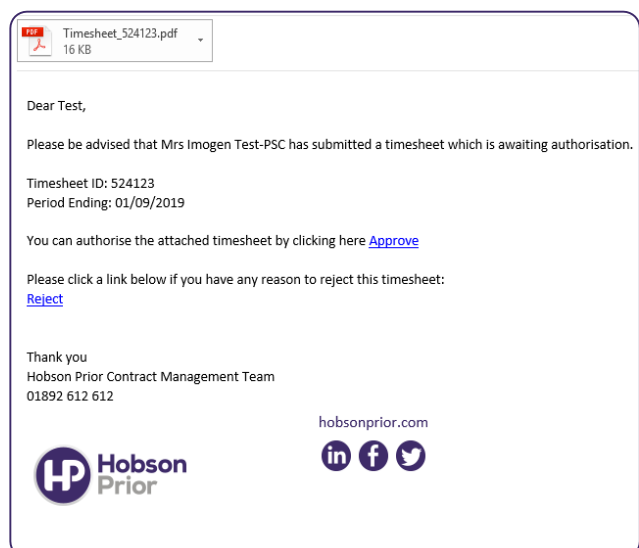 PDF
Timesheet_524123.pdf
16 KB
Dear Test,
Please be advised that Mrs Imogen Test-PSC has submitted a timesheet which is awaiting authorisation.
Timesheet ID: 524123
Period Ending: 01/09/2019
You can authorise the attached timesheet by clicking here Approve
Please click a link below if you have any reason to reject this timesheet:
Reject
Thank you
Hobson Prior Contract Management Team
01892 612 612
hobsonprior.com
in f
HP Hobson
Prior